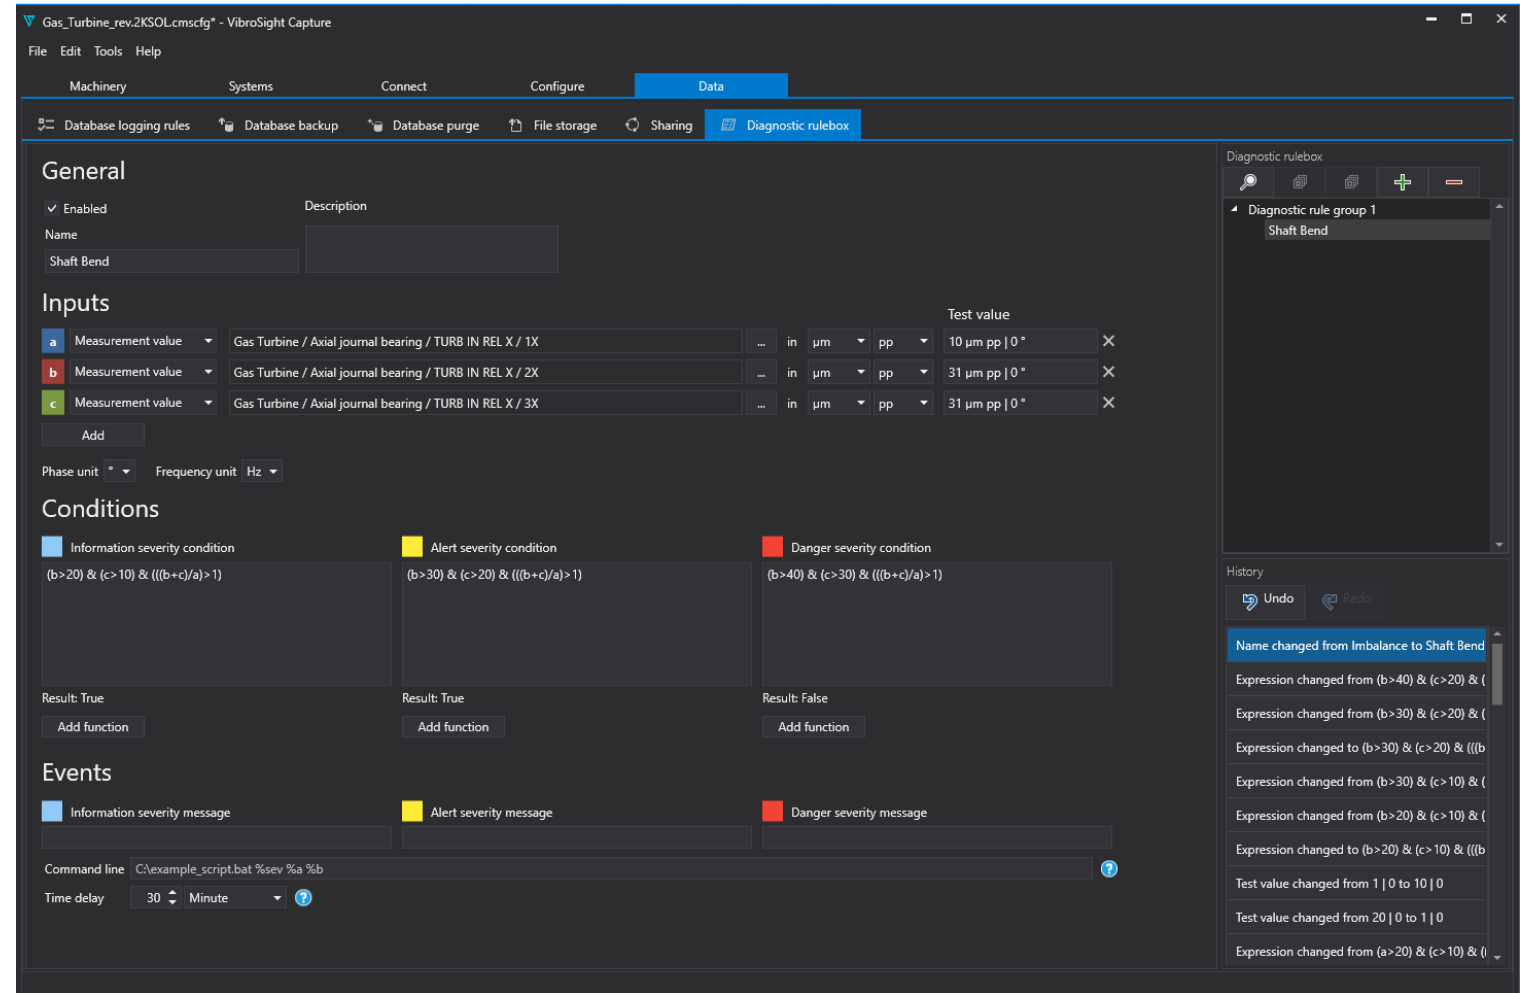 Gas_Turbine_rev.2KSOL.cmscfg* - VibroSight Capture
File Edit Tools Help
Machinery Systems Connect Configure Data
Database logging rules Database backup Database purge File storage Sharing Diagnostic rulebox
General
Enabled
Description
Name
Shaft Bend
Inputs
Test value
a Measurement value Gas Turbine / Axial journal bearing / TURB IN REL X / 1X ... in µm pp 10 µm pp | 0 °
b Measurement value Gas Turbine / Axial journal bearing / TURB IN REL X / 2X ... in µm pp 31 µm pp | 0 °
c Measurement value Gas Turbine / Axial journal bearing / TURB IN REL X / 3X ... in µm pp 31 µm pp | 0 °
Add
Phase unit ° Frequency unit Hz
Conditions
Information severity condition Alert severity condition Danger severity condition
(b>20) & (c>10) & (((b+c)/a)>1) (b>30) & (c>20) & (((b+c)/a)>1) (b>40) & (c>30) & (((b+c)/a)>1)
Result: True Result: True Result: False
Add function Add function Add function
Events
Information severity message Alert severity message Danger severity message
Command line C:\example_script.bat %sev %a %b ?
Time delay 30 Minute ?
Diagnostic rulebox
Diagnostic rule group 1
Shaft Bend
History
Undo Redo
Name changed from Imbalance to Shaft Bend
Expression changed from (b>40) & (c>20) & (
Expression changed from (b>30) & (c>20) & (
Expression changed to (b>30) & (c>20) & (((b
Expression changed from (b>30) & (c>10) & (
Expression changed from (b>20) & (c>10) & (
Expression changed to (b>20) & (c>10) & (((b
Test value changed from 1 | 0 to 10 | 0
Test value changed from 20 | 0 to 1 | 0
Expression changed from (a>20) & (c>10) & ((